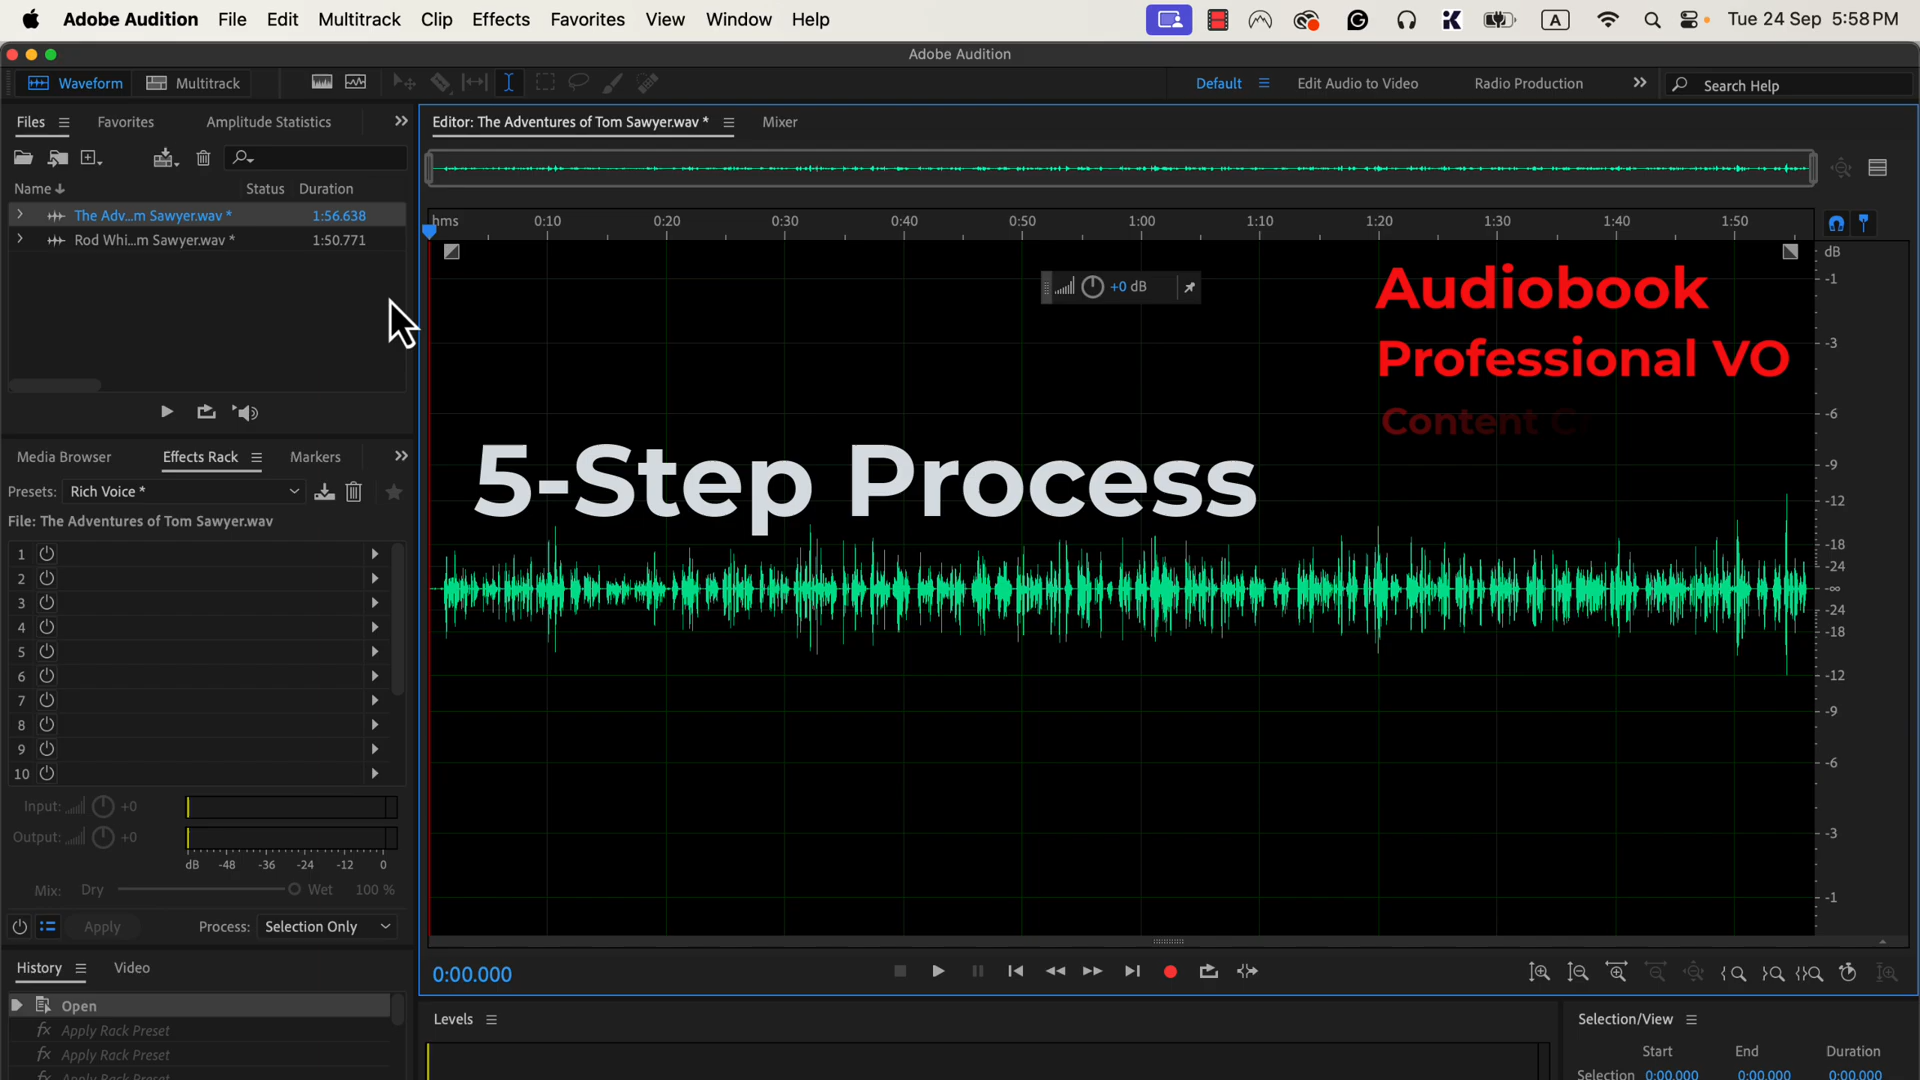 Adobe Audition File Edit Multitrack Clip Effects Favorites View Window Help A Tue 24 Sep 5:58 PM
Adobe Audition
Waveform Multitrack Default Edit Audio to Video Radio Production Search Help
Files Favorites Amplitude Statistics
Editor: The Adventures of Tom Sawyer.wav * Mixer
Name Status Duration
The Adv...m Sawyer.wav * 1:56.638
Rod Whi...m Sawyer.wav * 1:50.771
hms 0:10 0:20 0:30 0:40 0:50 1:00 1:10 1:20 1:30 1:40 1:50
+0 dB
Audiobook
Professional VO
Content C
5-Step Process
dB
-1
-3
-6
-9
-12
-18
-24
-∞
-24
-18
-12
-9
-6
-3
-1
Media Browser Effects Rack Markers
Presets: Rich Voice *
File: The Adventures of Tom Sawyer.wav
1
2
3
4
5
6
7
8
9
10
Input: +0
Output: +0
dB -48 -36 -24 -12 0
Mix: Dry Wet 100 %
Apply Process: Selection Only
History Video
Open
fx Apply Rack Preset
fx Apply Rack Preset
0:00.000
Levels
Selection/View
Start End Duration
Selection 0:00.000 0:00.000 0:00.000